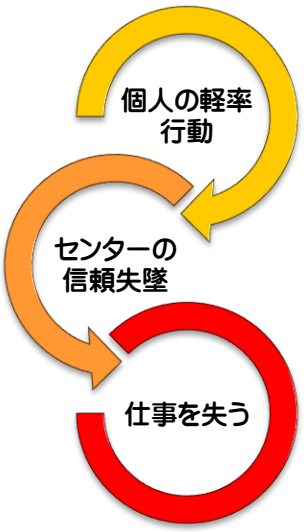 個人の軽率
行動
センターの
信頼失墜
仕事を失う